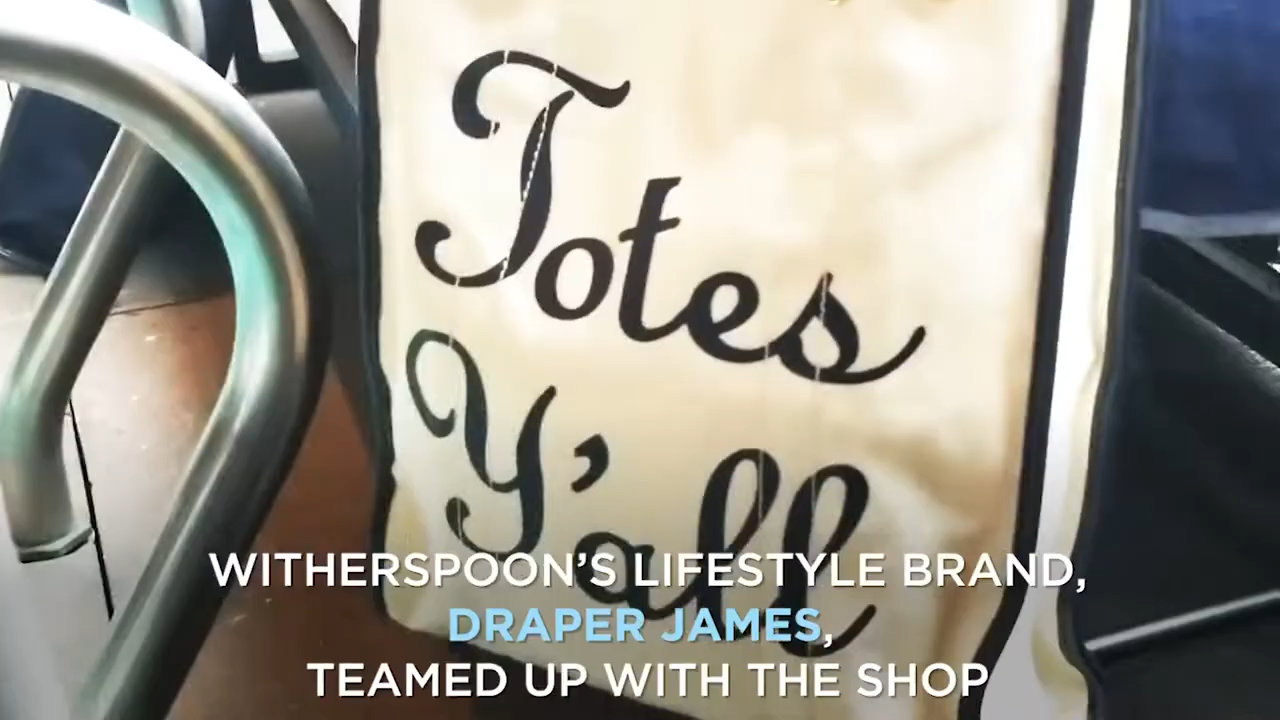 Totes
Y'all
WITHERSPOON'S LIFESTYLE BRAND,
DRAPER JAMES,
TEAMED UP WITH THE SHOP